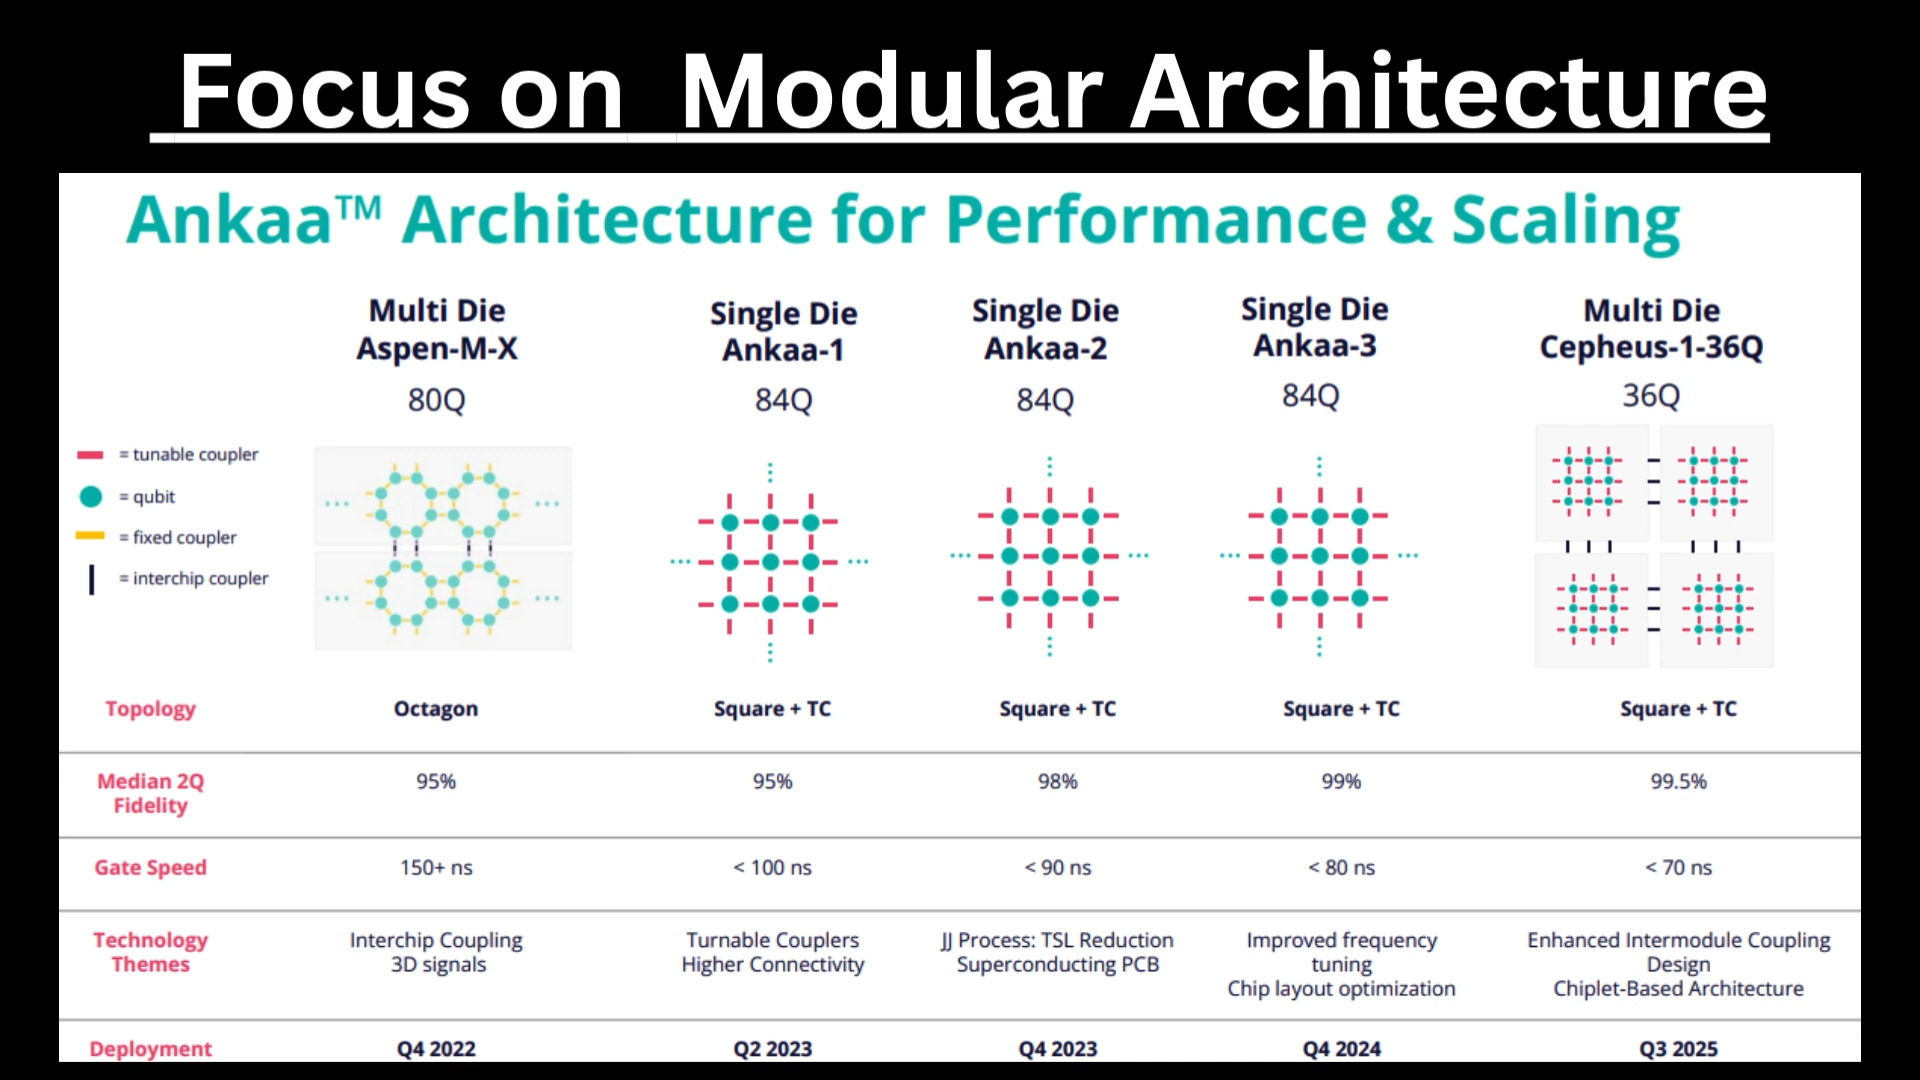 Focus on  Modular Architecture
Ankaa™ Architecture for Performance & Scaling
Multi Die
Aspen-M-X
80Q
Single Die
Ankaa-1
84Q
Single Die
Ankaa-2
84Q
Single Die
Ankaa-3
84Q
Multi Die
Cepheus-1-36Q
36Q
= tunable coupler
= qubit
= fixed coupler
= interchip coupler
Topology
Octagon
Square + TC
Square + TC
Square + TC
Square + TC
Median 2Q
Fidelity
95%
95%
98%
99%
99.5%
Gate Speed
150+ ns
< 100 ns
< 90 ns
< 80 ns
< 70 ns
Technology
Themes
Interchip Coupling
3D signals
Turnable Couplers
Higher Connectivity
JJ Process: TSL Reduction
Superconducting PCB
Improved frequency
tuning
Chip layout optimization
Enhanced Intermodule Coupling
Design
Chiplet-Based Architecture
Deployment
Q4 2022
Q2 2023
Q4 2023
Q4 2024
Q3 2025